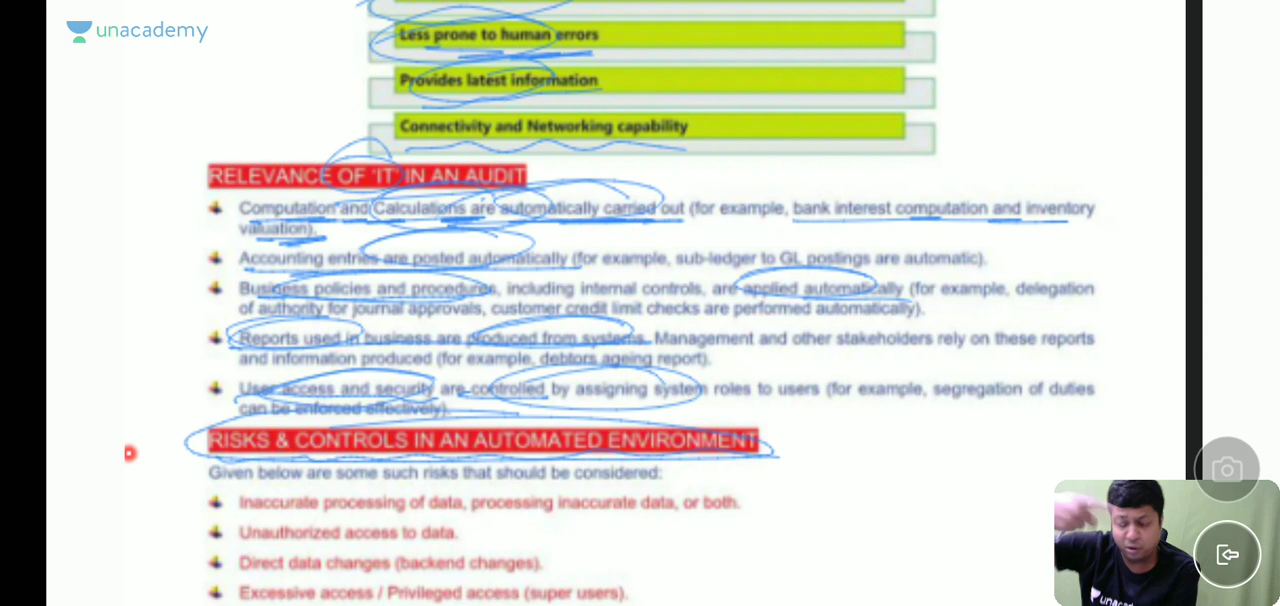 unacademy
Less prone to human errors
Provides latest information
Connectivity and Networking capability
RELEVANCE OF 'IT' IN AN AUDIT
Computation and Calculations are automatically carried out (for example, bank interest computation and inventory
valuation).
Accounting entries are posted automatically (for example, sub-ledger to GL postings are automatic).
Business policies and procedures, including internal controls, are applied automatically (for example, delegation
of authority for journal approvals, customer credit limit checks are performed automatically).
Reports used in business are produced from systems. Management and other stakeholders rely on these reports
and information produced (for example, debtors ageing report).
User access and security are controlled by assigning system roles to users (for example, segregation of duties
can be enforced effectively).
RISKS & CONTROLS IN AN AUTOMATED ENVIRONMENT
Given below are some such risks that should be considered:
Inaccurate processing of data, processing inaccurate data, or both.
Unauthorized access to data.
Direct data changes (backend changes).
Excessive access / Privileged access (super users).